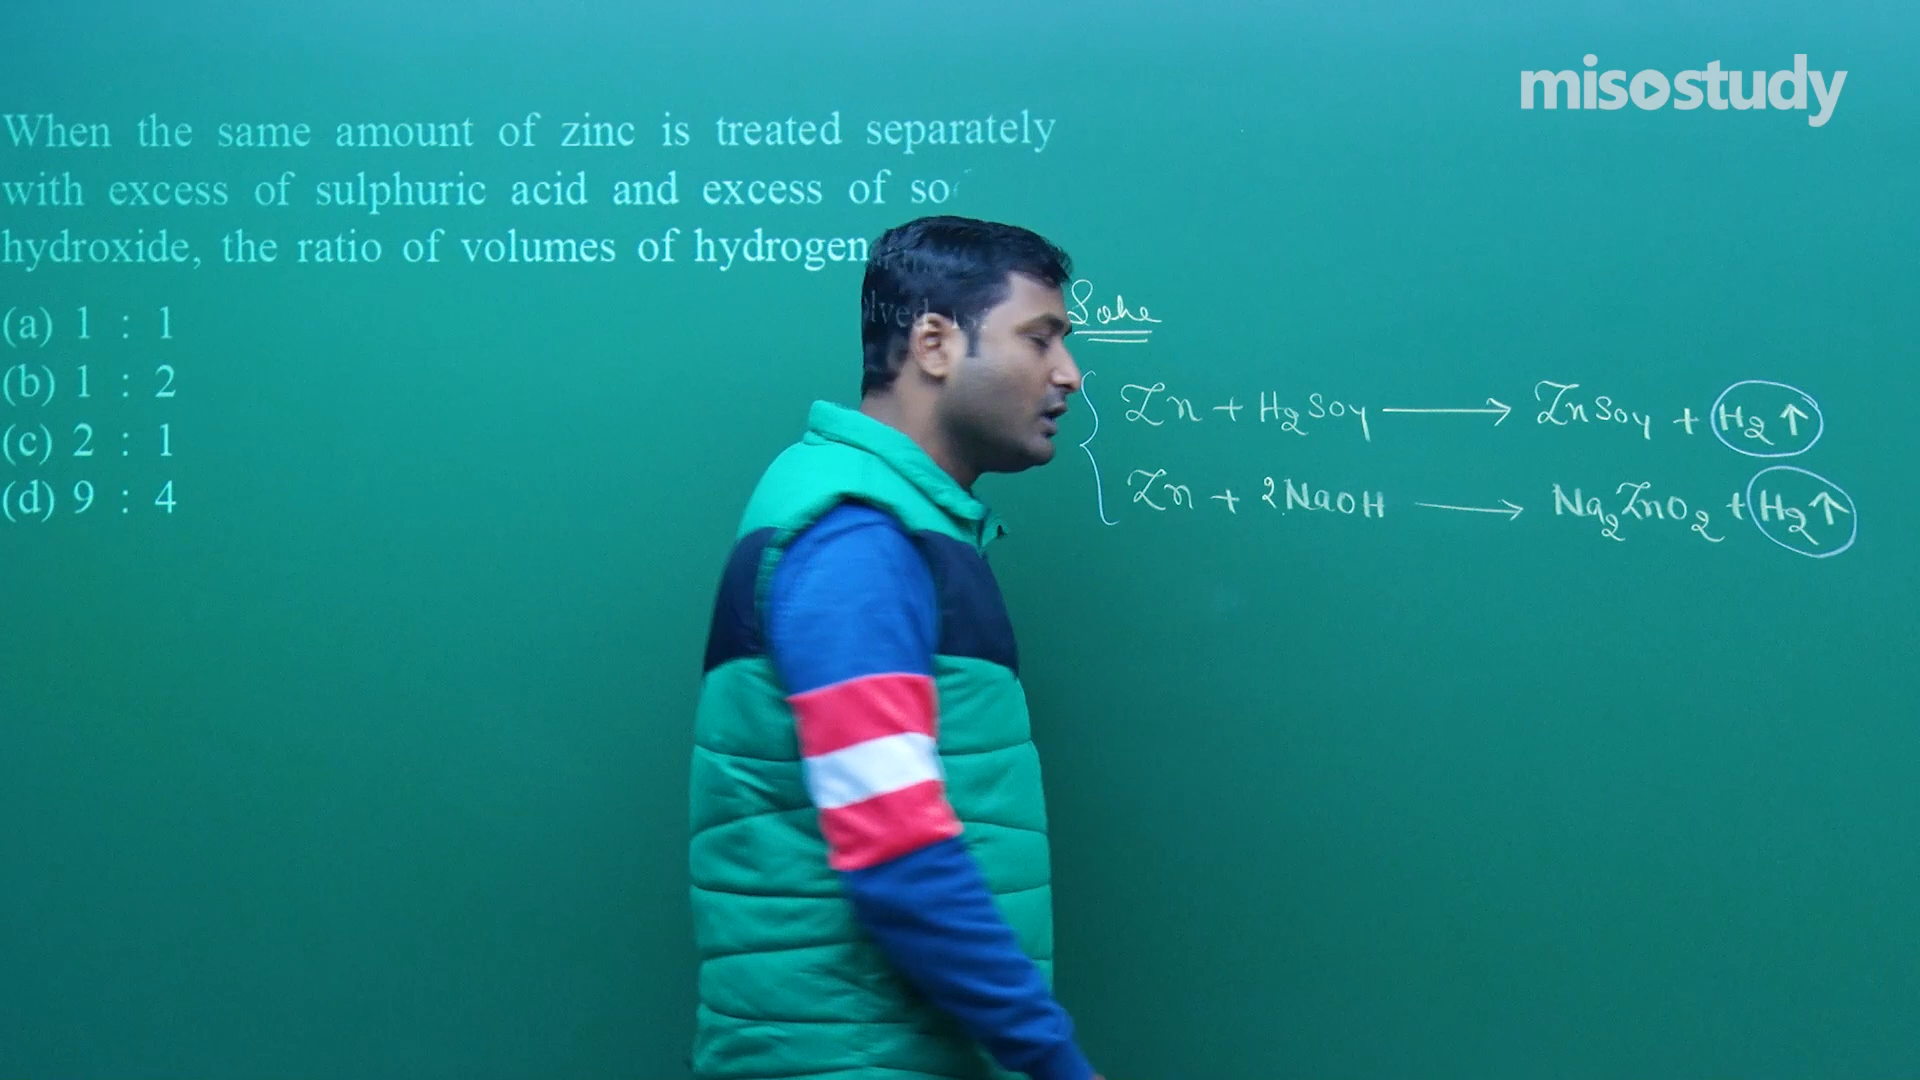 misostudy
When the same amount of zinc is treated separately
with excess of sulphuric acid and excess of so
hydroxide, the ratio of volumes of hydrogen
(a) 1 : 1
(b) 1 : 2
(c) 2 : 1
(d) 9 : 4
Zn + H₂SO₄ ⟶ ZnSO₄ + H₂↑
Zn + 2NaOH ⟶ Na₂ZnO₂ + H₂↑